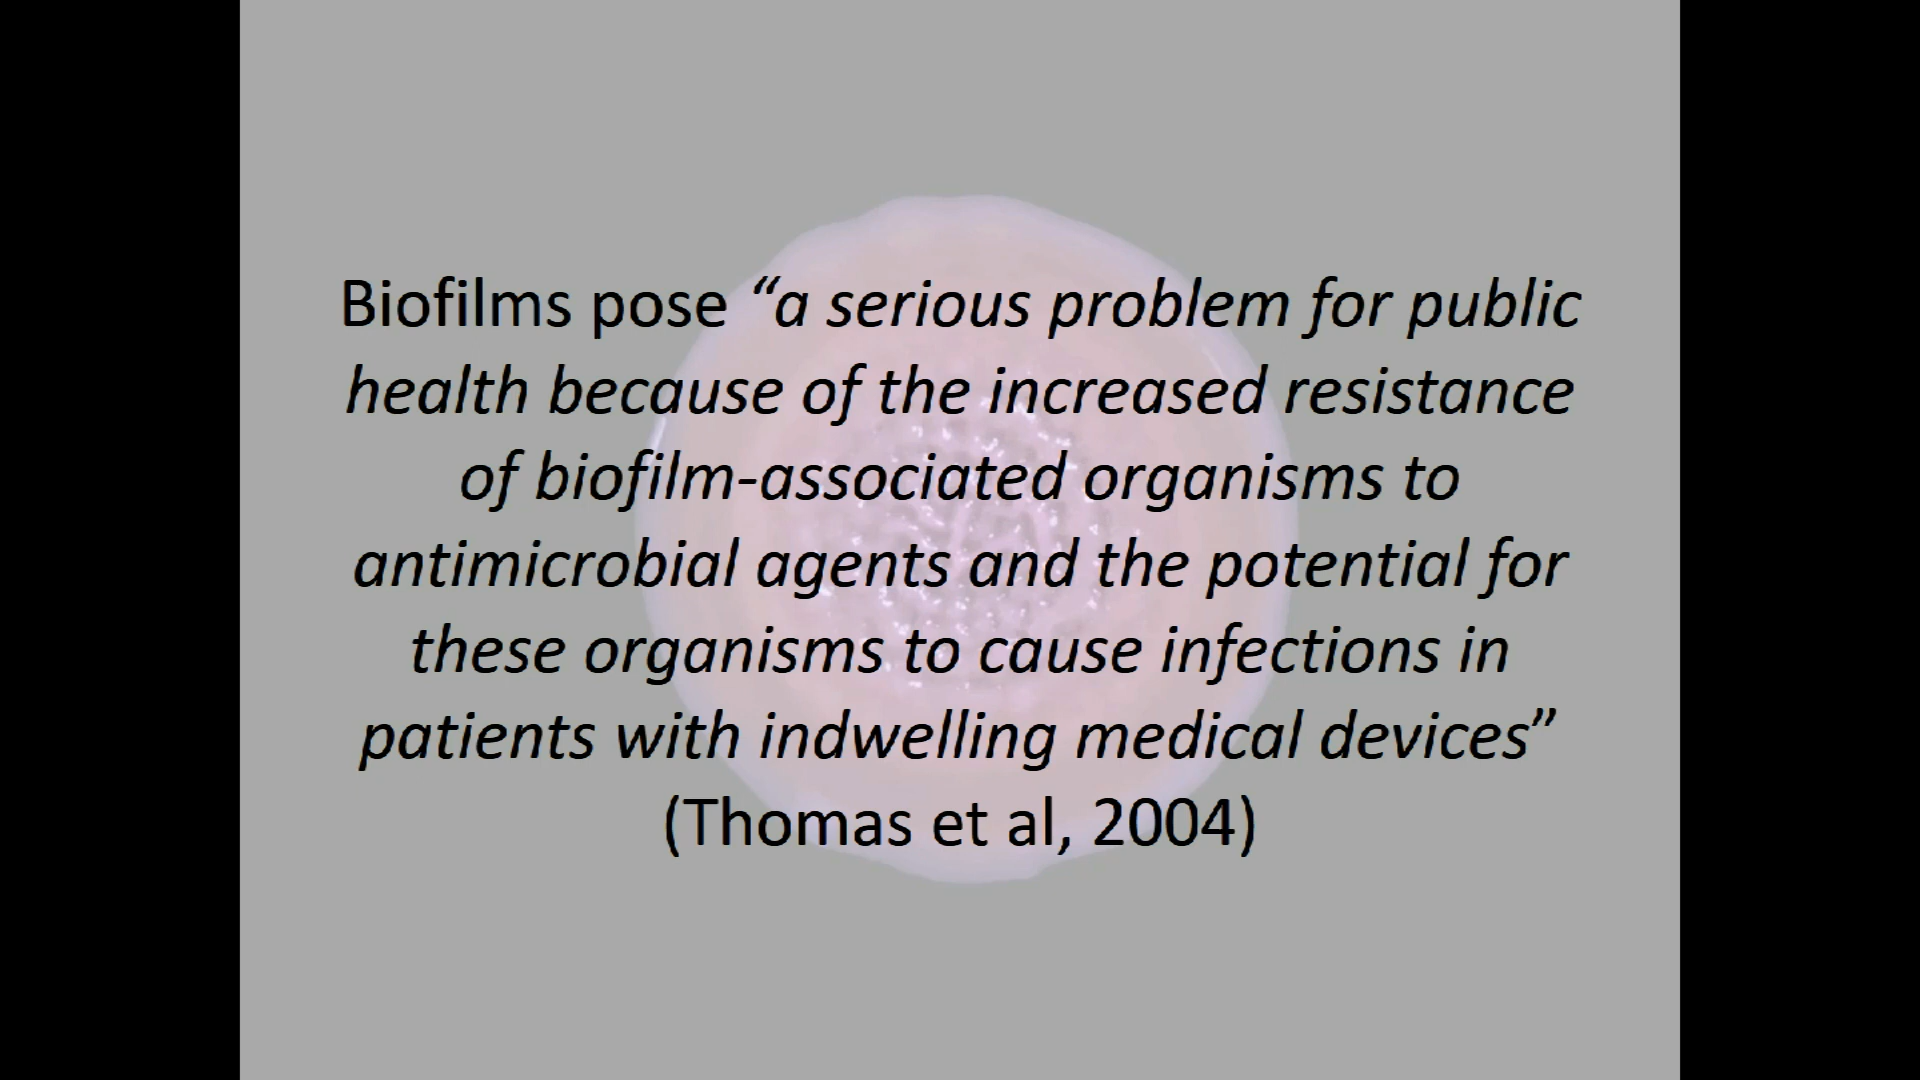 Biofilms pose “a serious problem for public
health because of the increased resistance
of biofilm-associated organisms to
antimicrobial agents and the potential for
these organisms to cause infections in
patients with indwelling medical devices”
(Thomas et al, 2004)